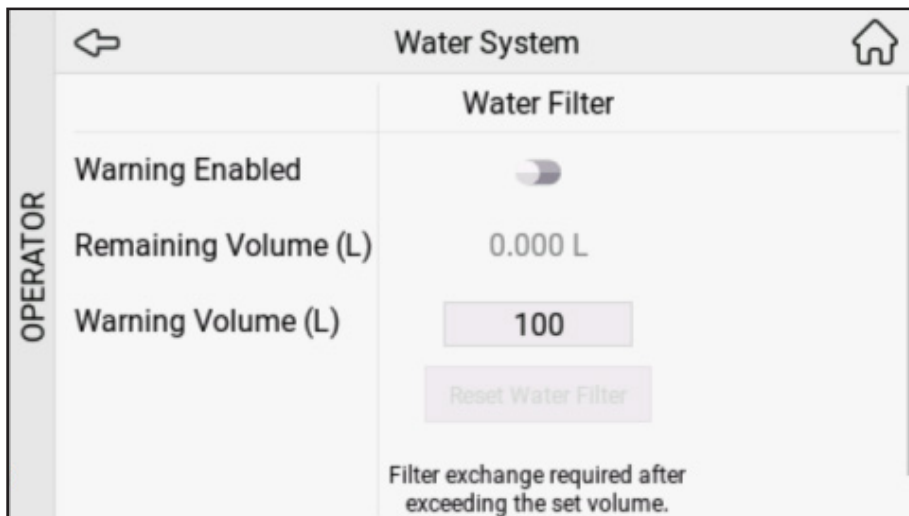 Water System
OPERATOR
Water Filter
Warning Enabled
Remaining Volume (L) 0.000 L
Warning Volume (L) 100
Reset Water Filter
Filter exchange required after
exceeding the set volume.